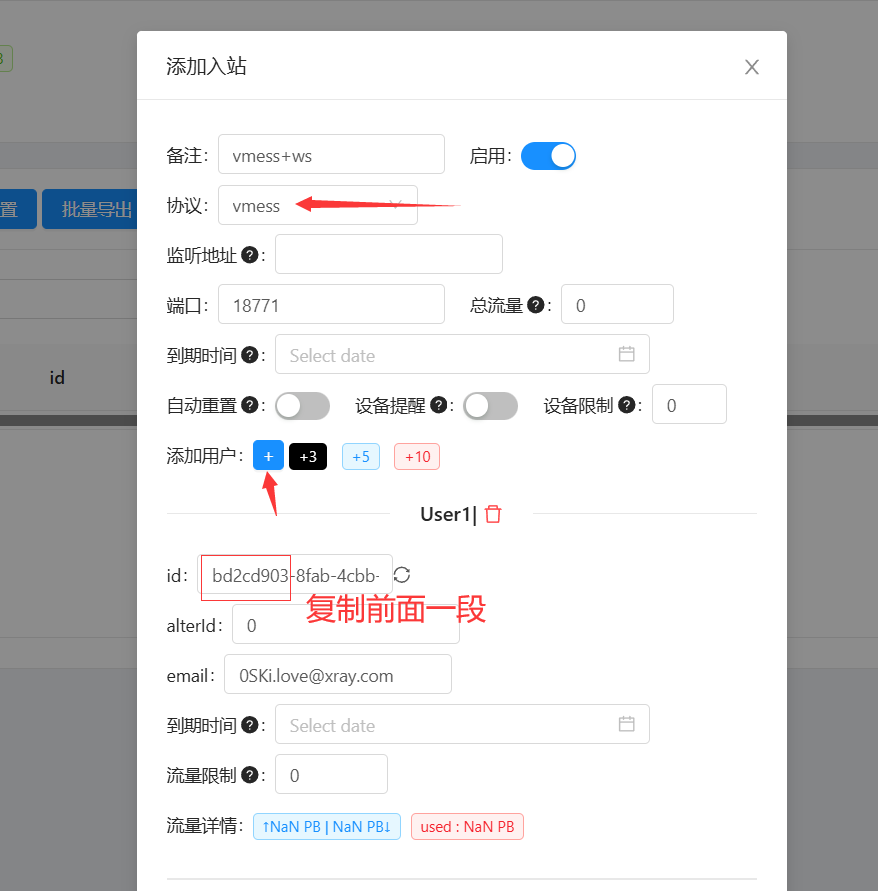 添加入站
备注: vmess+ws 启用:
协议: vmess
置 批量导出
监听地址 ? :
端口: 18771 总流量 ? : 0
到期时间 ? : Select date
id
自动重置 ? : 设备提醒 ? : 设备限制 ? : 0
添加用户: + +3 +5 +10
User1|
id: bd2cd903-8fab-4cbb-
复制前面一段
alterId: 0
email: 0SKi.love@xray.com
到期时间 ? : Select date
流量限制 ? : 0
流量详情: ↑NaN PB | NaN PB↓ used : NaN PB